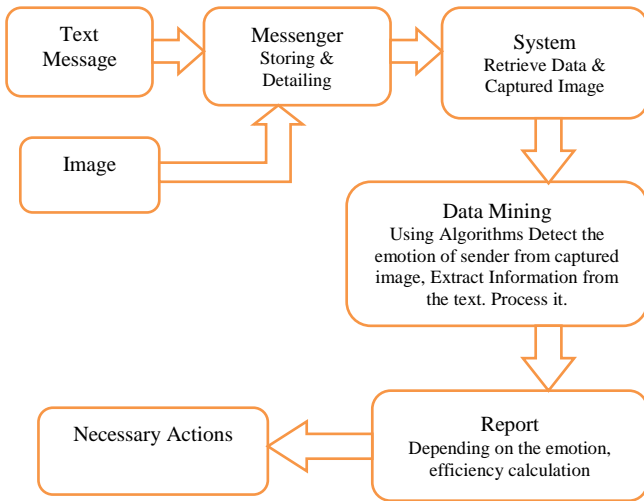 Text
Message
Messenger
Storing &
Detailing
System
Retrieve Data &
Captured Image
Image
Data Mining
Using Algorithms Detect the
emotion of sender from captured
image, Extract Information from
the text. Process it.
Report
Depending on the emotion,
efficiency calculation
Necessary Actions